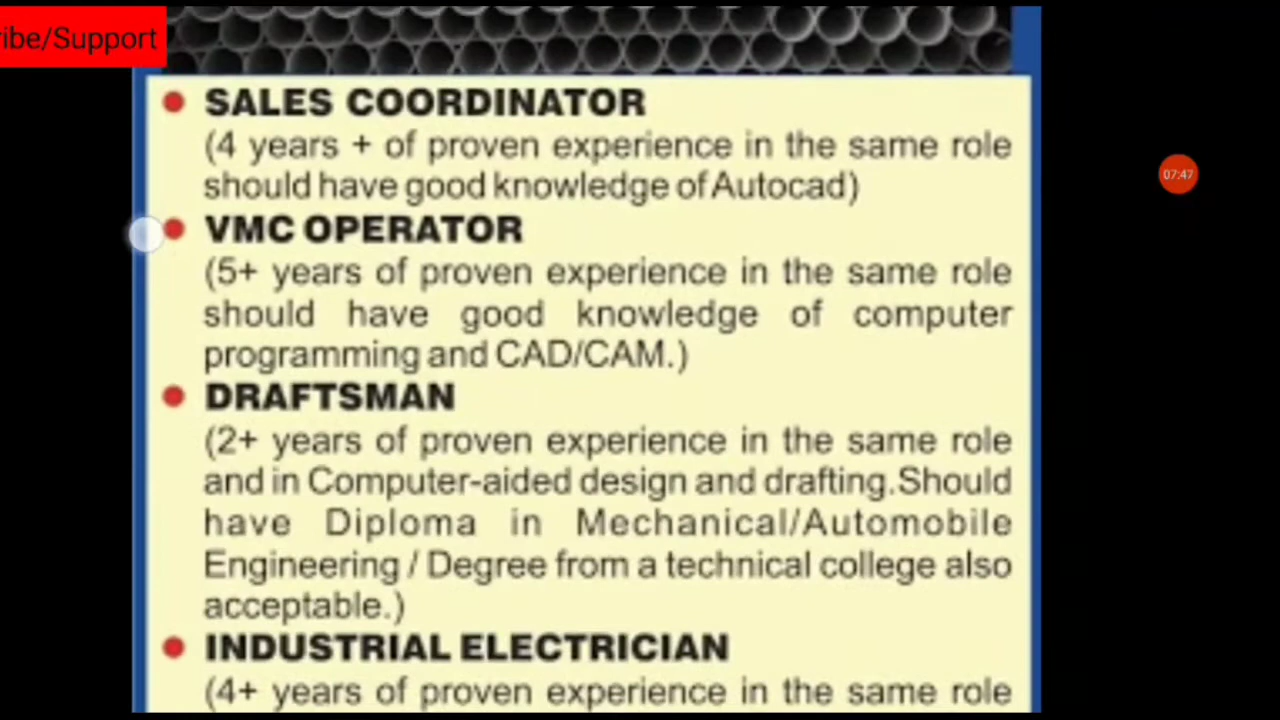 ribe/Support
SALES COORDINATOR
(4 years + of proven experience in the same role
should have good knowledge of Autocad)
07:47
VMC OPERATOR
(5+ years of proven experience in the same role
should have good knowledge of computer
programming and CAD/CAM.)
DRAFTSMAN
(2+ years of proven experience in the same role
and in Computer-aided design and drafting.Should
have Diploma in Mechanical/Automobile
Engineering / Degree from a technical college also
acceptable.)
INDUSTRIAL ELECTRICIAN
(4+ years of proven experience in the same role